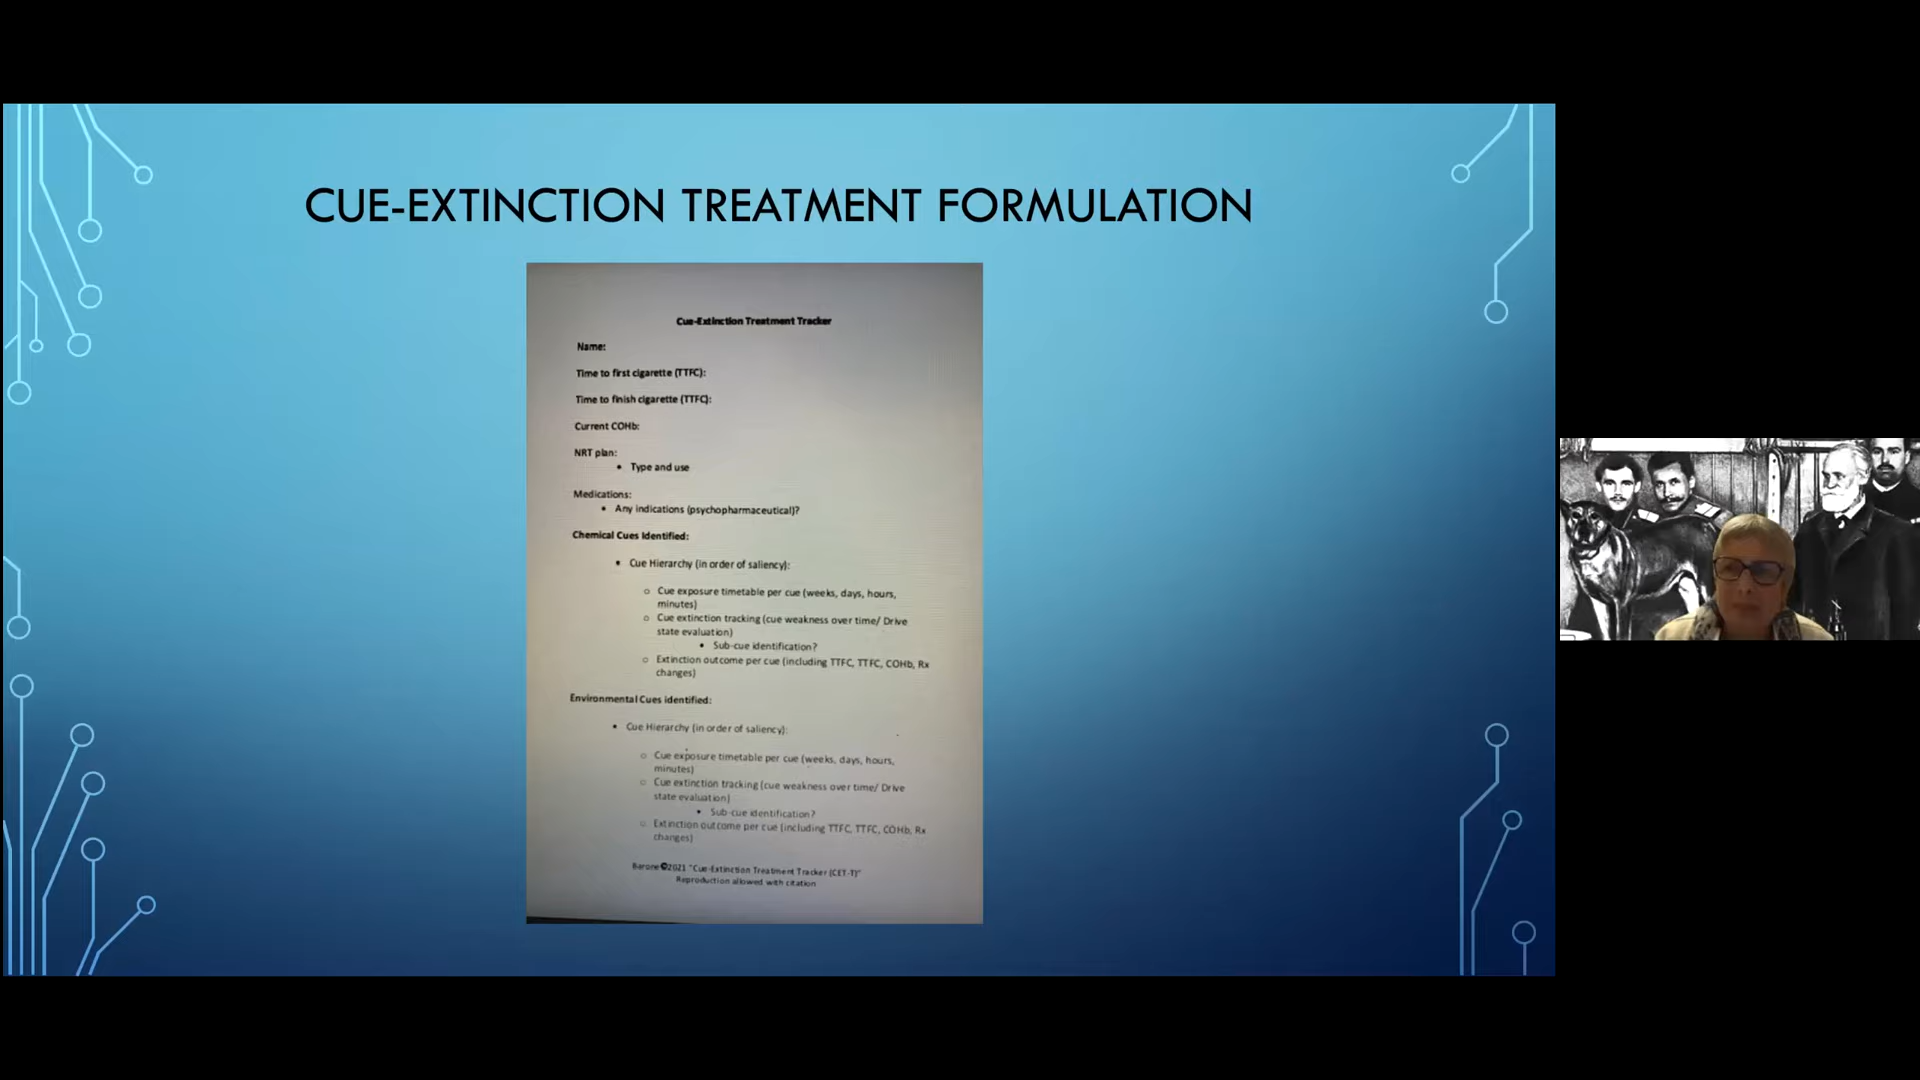 CUE-EXTINCTION TREATMENT FORMULATION
Cue-Extinction Treatment Tracker
Name:
Time to first cigarette (TTFC):
Time to finish cigarette (TTFC):
Current COHb:
NRT plan:
• Type and use
Medications:
• Any indications (psychopharmaceutical)?
Chemical Cues Identified:
• Cue Hierarchy (in order of saliency):
o Cue exposure timetable per cue (weeks, days, hours,
minutes)
o Cue extinction tracking (cue weakness over time/ Drive
state evaluation)
• Sub-cue identification?
o Extinction outcome per cue (including TTFC, TTFC, COHb, Rx
changes)
Environmental Cues identified:
• Cue Hierarchy (in order of saliency):
o Cue exposure timetable per cue (weeks, days, hours,
minutes)
o Cue extinction tracking (cue weakness over time/ Drive
state evaluation)
• Sub-cue identification?
o Extinction outcome per cue (including TTFC, TTFC, COHb, Rx
changes)
Barone©2021 "Cue-Extinction Treatment Tracker (CET-T)"
Reproduction allowed with citation